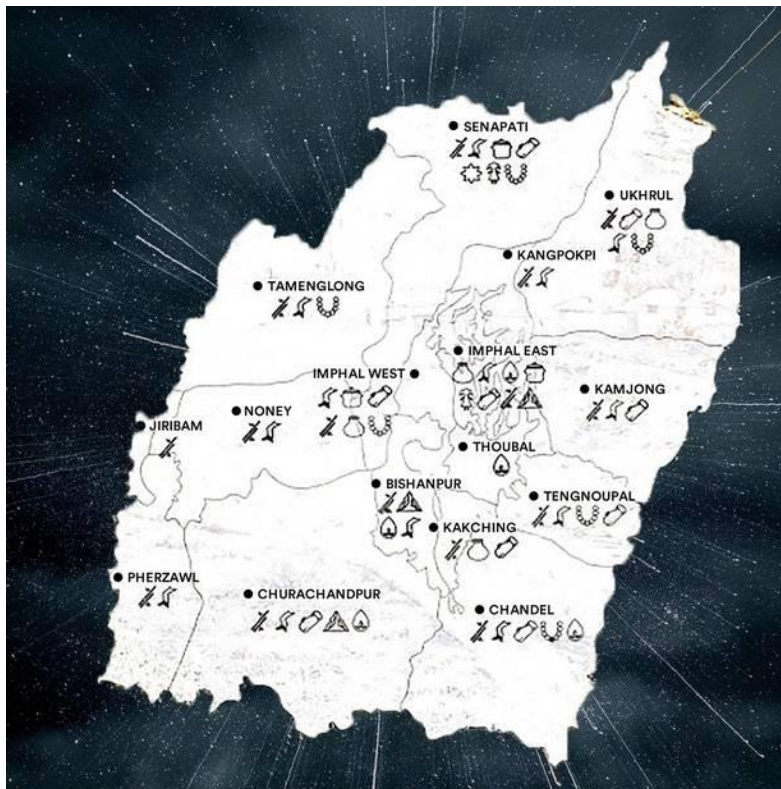 SENAPATI
UKHRUL
KANGPOKPI
TAMENGLONG
IMPHAL EAST
IMPHAL WEST
KAMJONG
NONEY
JIRIBAM
THOUBAL
BISHANPUR
TENGNOUPAL
KAKCHING
PHERZAWL
CHURACHANDPUR
CHANDEL